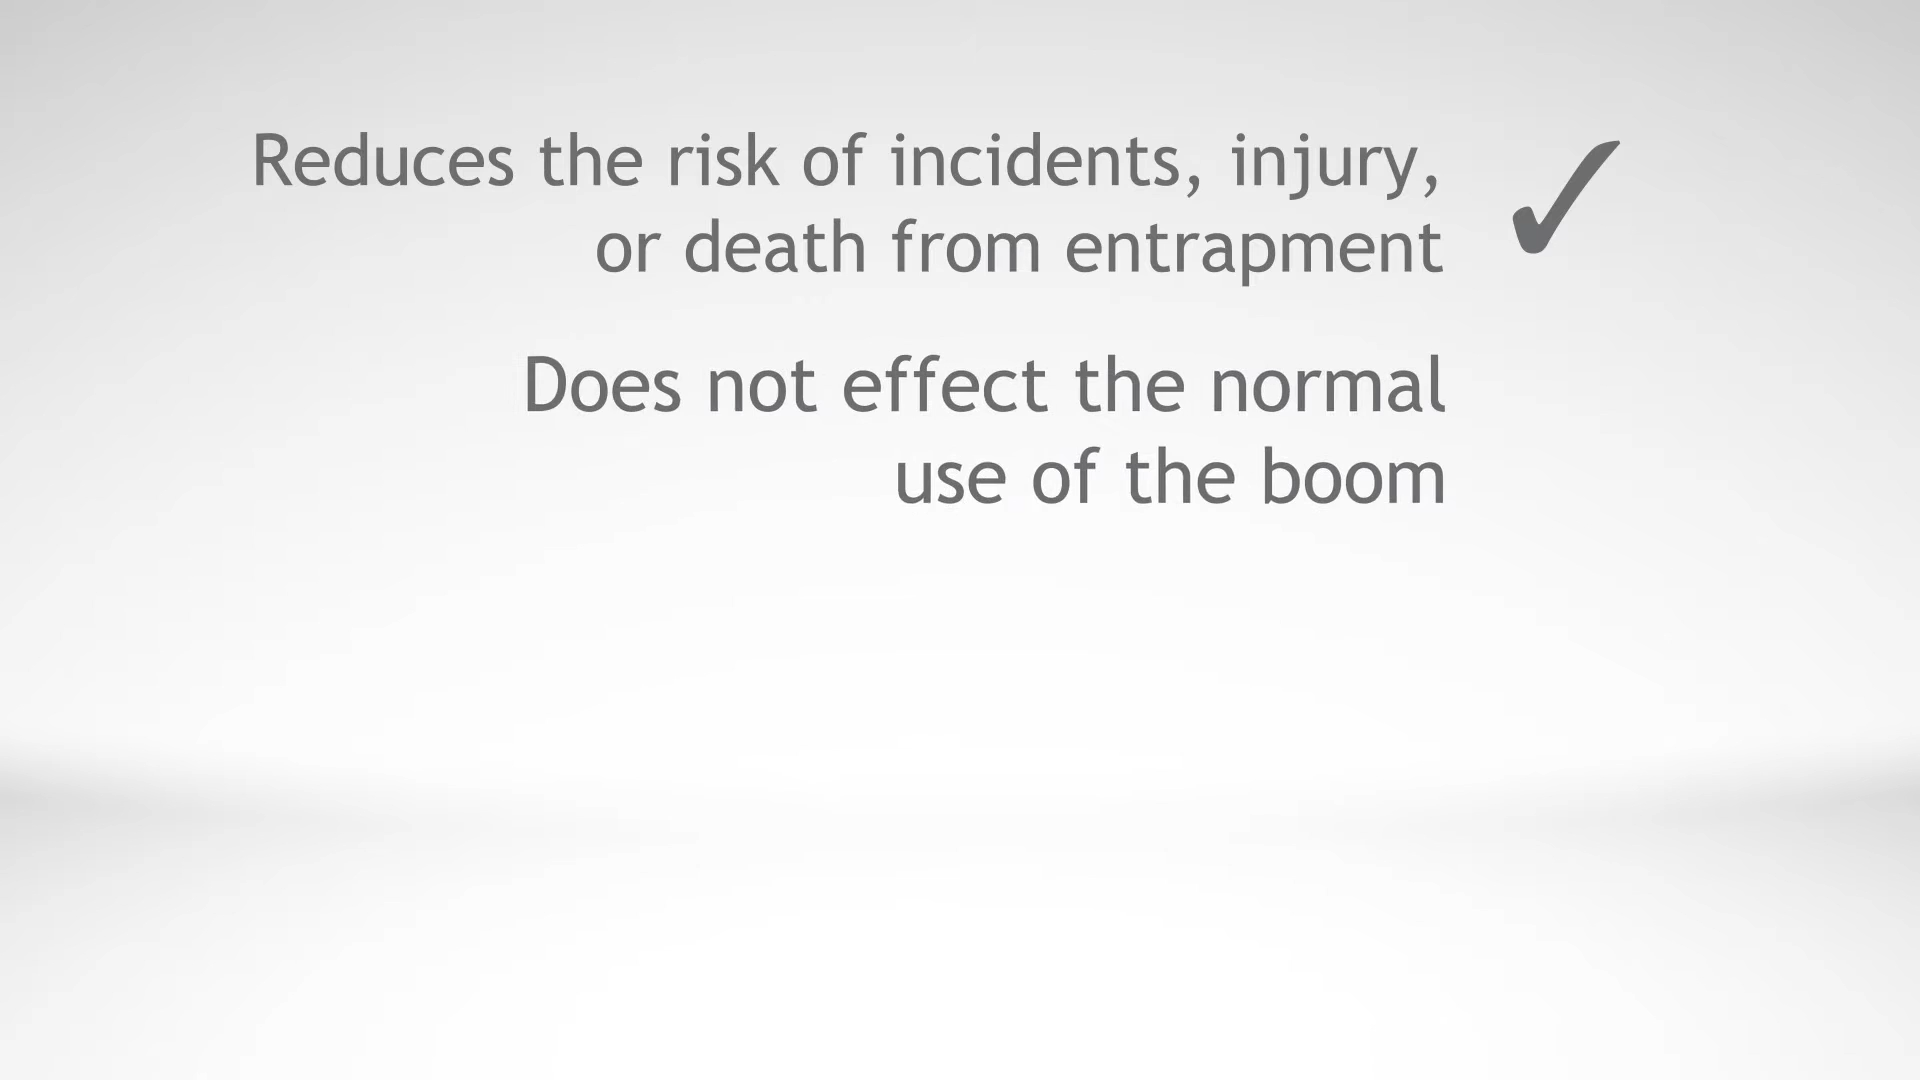 Reduces the risk of incidents, injury,
or death from entrapment
✓
Does not effect the normal
use of the boom